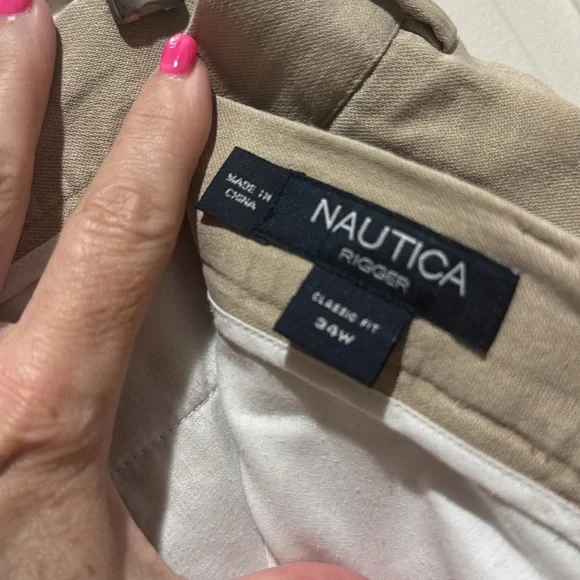 MADE IN
CHINA
NAUTICA
RIGGER
CLASSIC FIT
34W